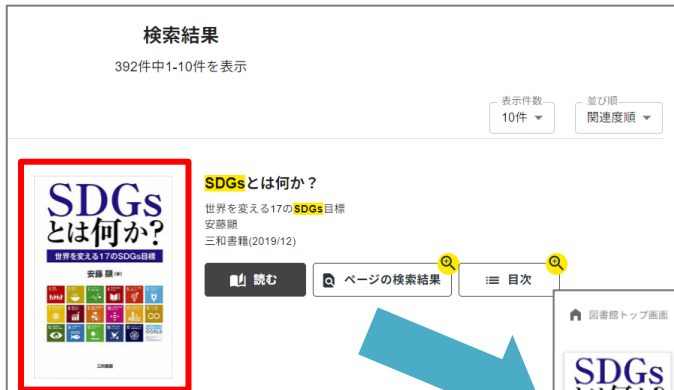 検索結果
392件中1-10件を表示
表示件数
10件
並び順
関連度順
SDGs
とは何か?
世界を変える17のSDGs目標
安藤 顯[著]
三和書籍
SDGsとは何か?
世界を変える17のSDGs目標
安藤顯
三和書籍(2019/12)
読む
ページの検索結果
目次
図書館トップ画面
SDGs